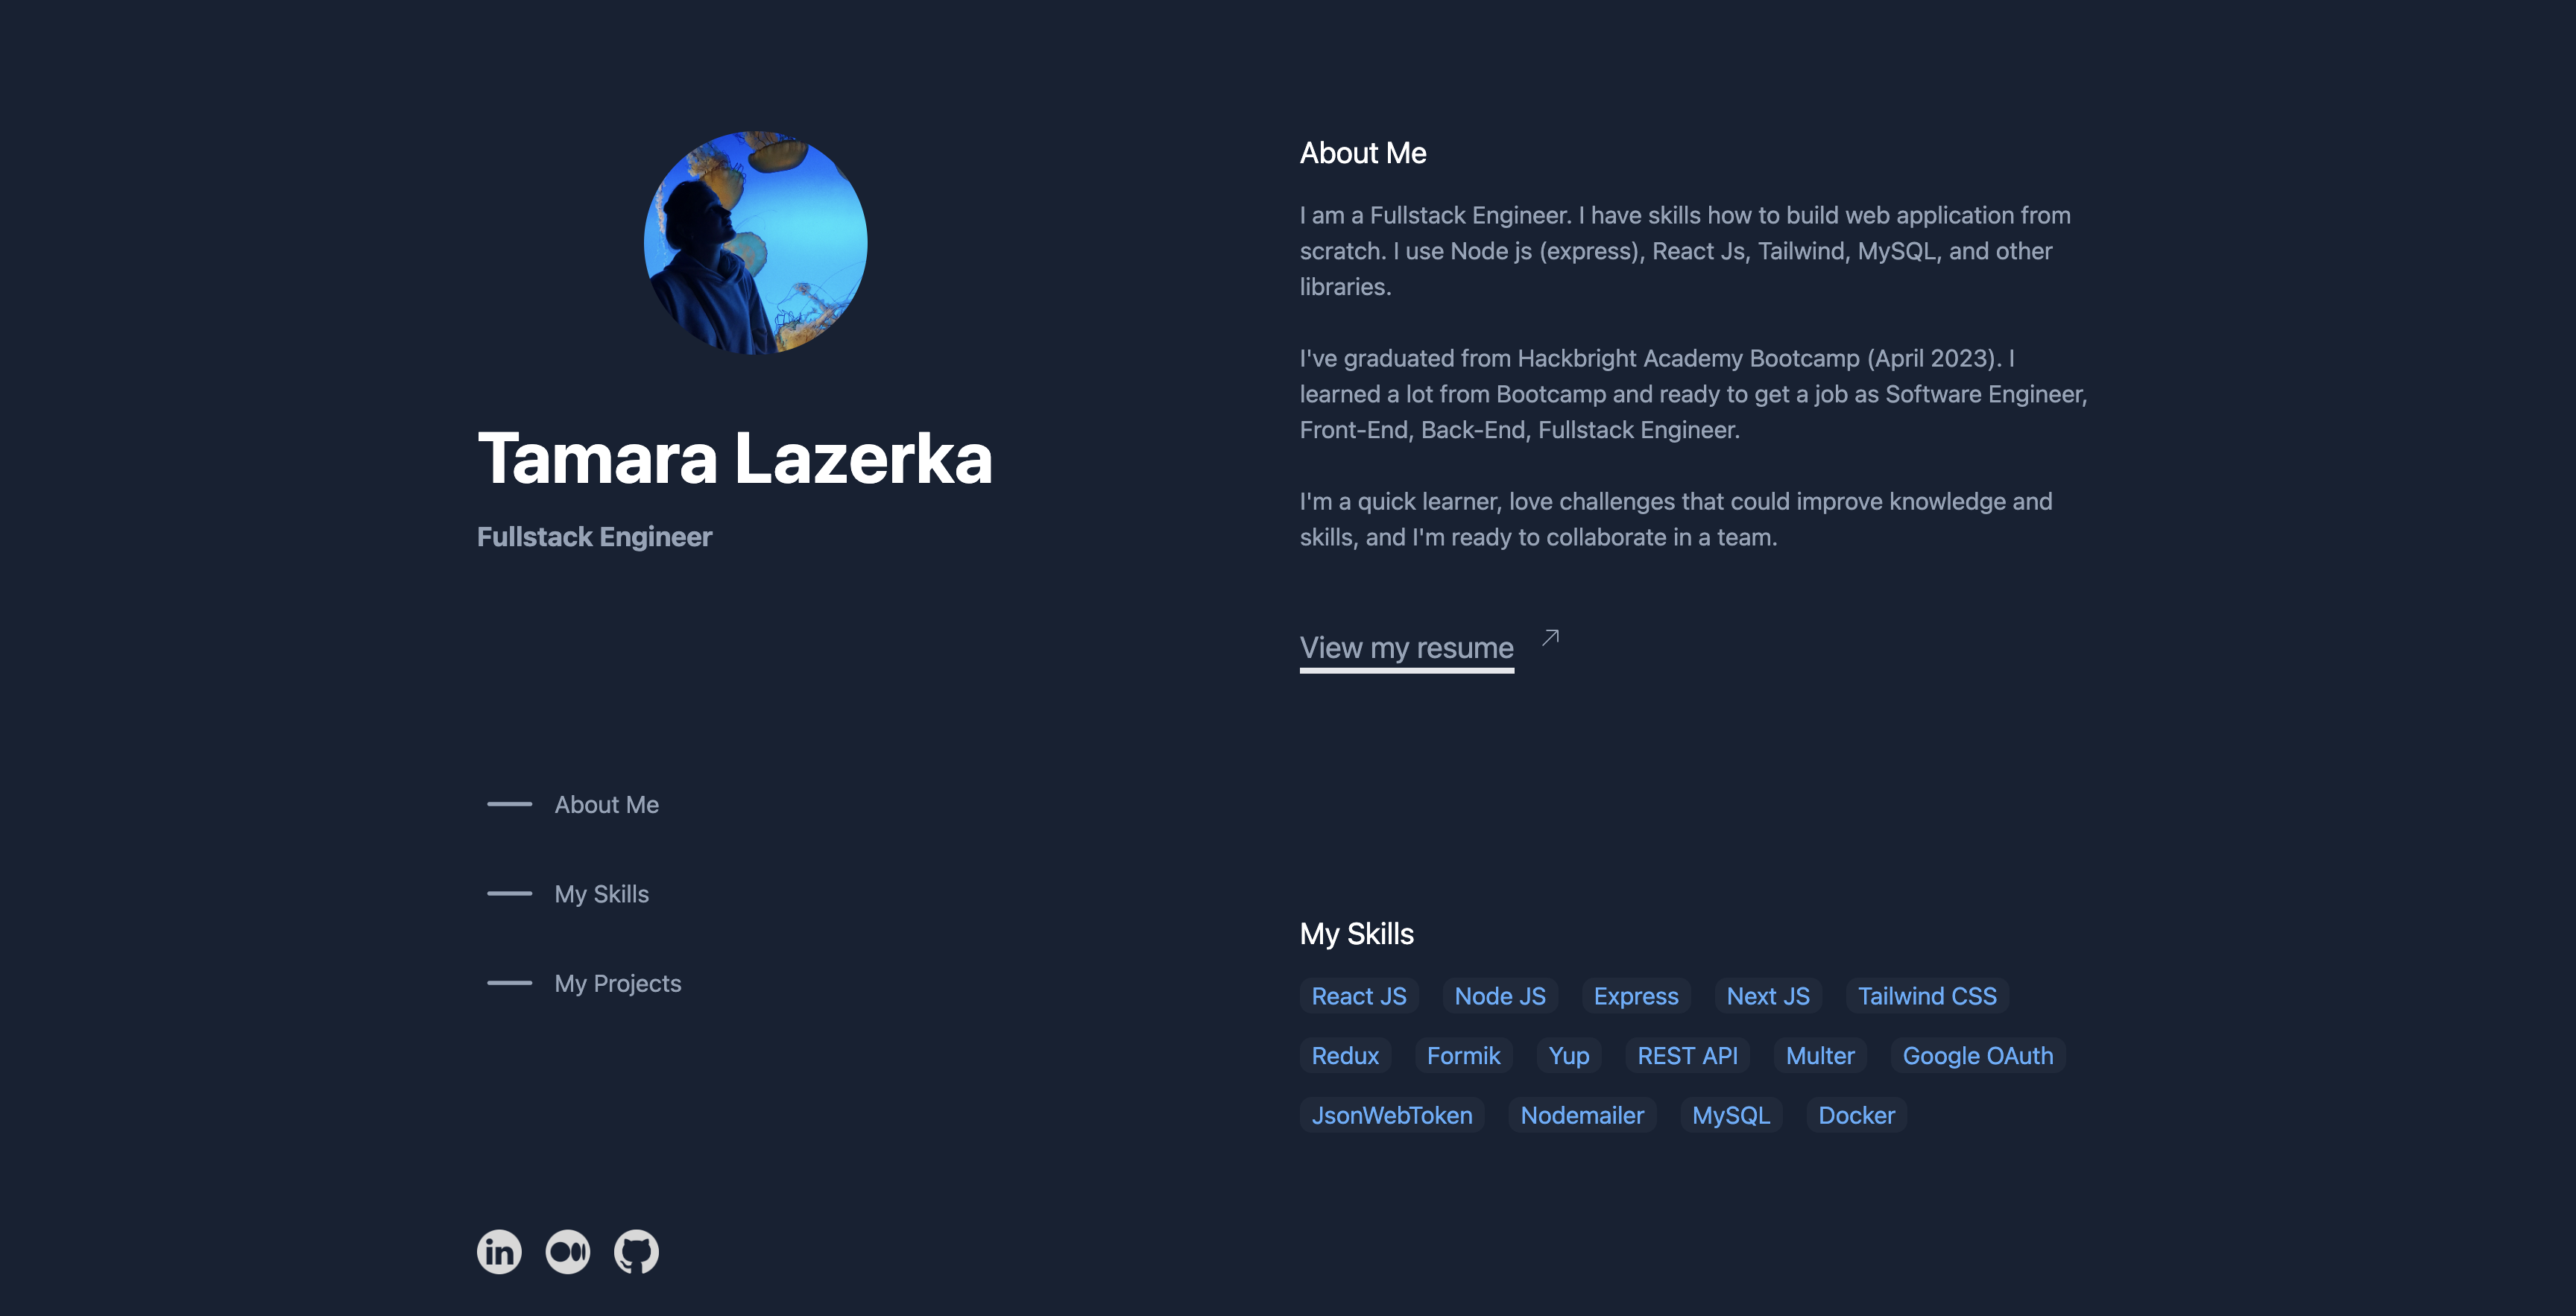 Tamara Lazerka
Fullstack Engineer
About Me
My Skills
My Projects
in
About Me
I am a Fullstack Engineer. I have skills how to build web application from
scratch. I use Node js (express), React Js, Tailwind, MySQL, and other
libraries.
I've graduated from Hackbright Academy Bootcamp (April 2023). I
learned a lot from Bootcamp and ready to get a job as Software Engineer,
Front-End, Back-End, Fullstack Engineer.
I'm a quick learner, love challenges that could improve knowledge and
skills, and I'm ready to collaborate in a team.
View my resume
My Skills
React JS Node JS Express Next JS Tailwind CSS
Redux Formik Yup REST API Multer Google OAuth
JsonWebToken Nodemailer MySQL Docker